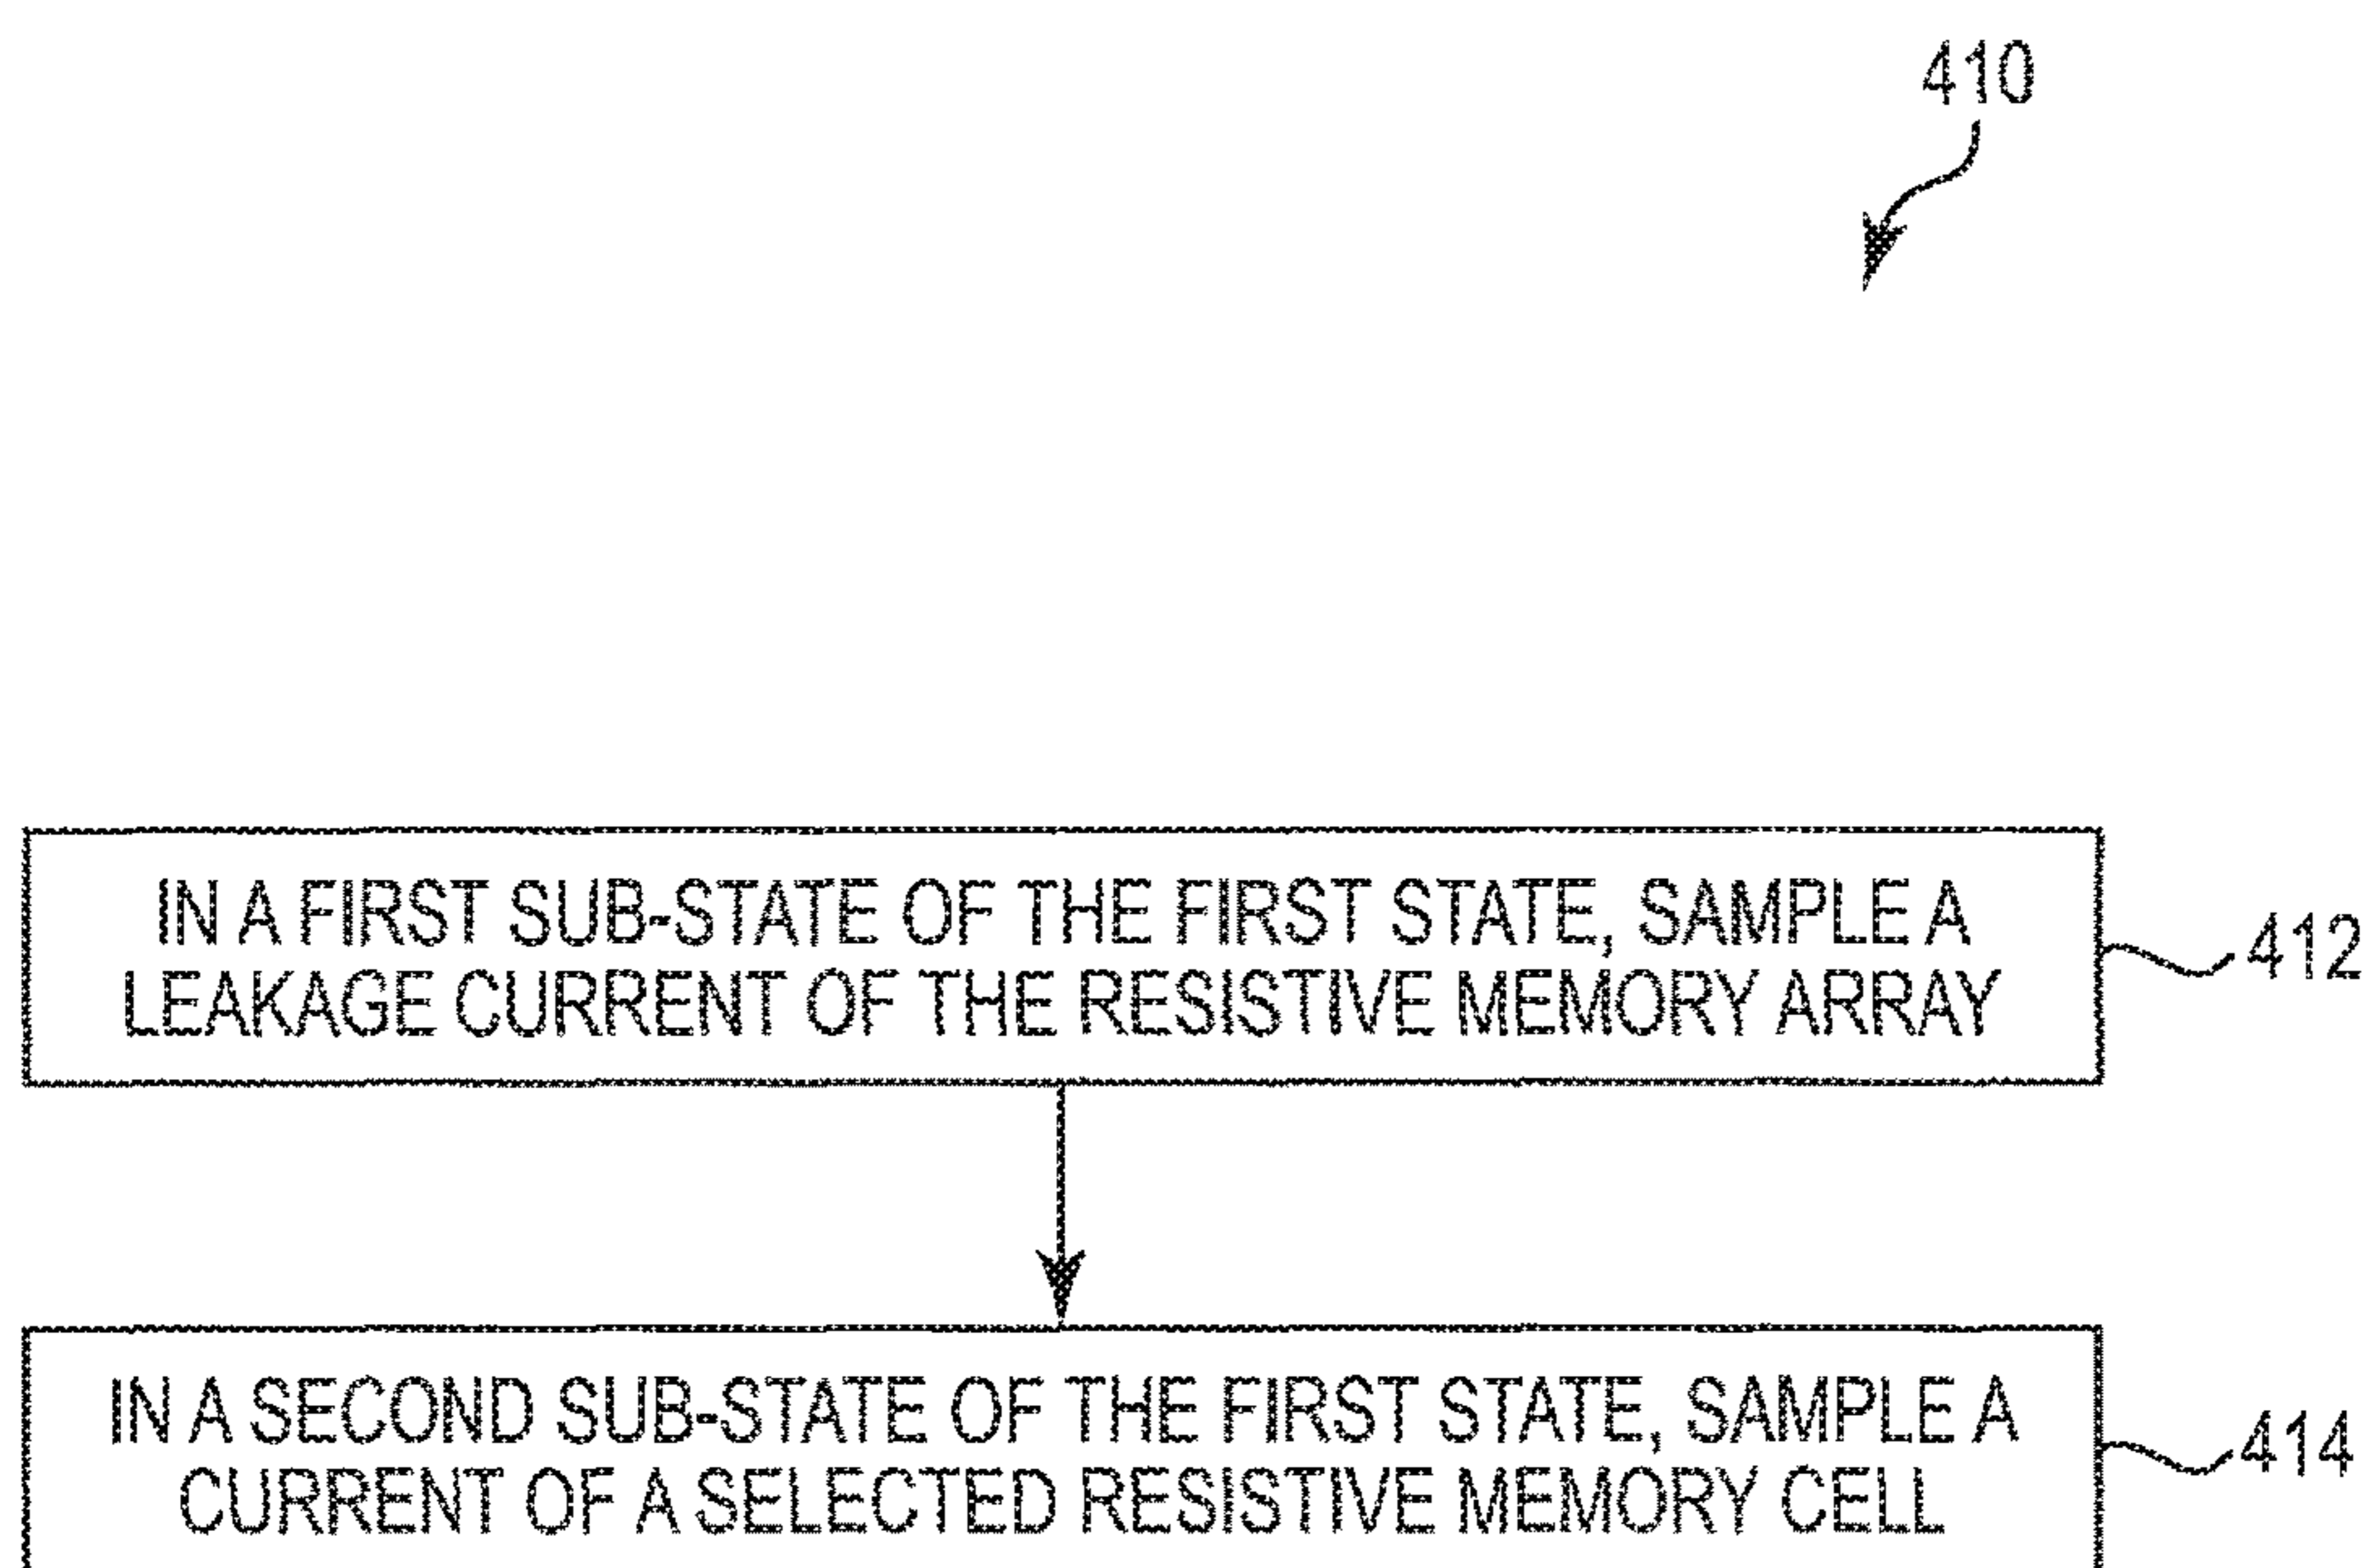 410
IN A FIRST SUB-STATE OF THE FIRST STATE, SAMPLE A
LEAKAGE CURRENT OF THE RESISTIVE MEMORY ARRAY
412
IN A SECOND SUB-STATE OF THE FIRST STATE, SAMPLE A
CURRENT OF A SELECTED RESISTIVE MEMORY CELL
414